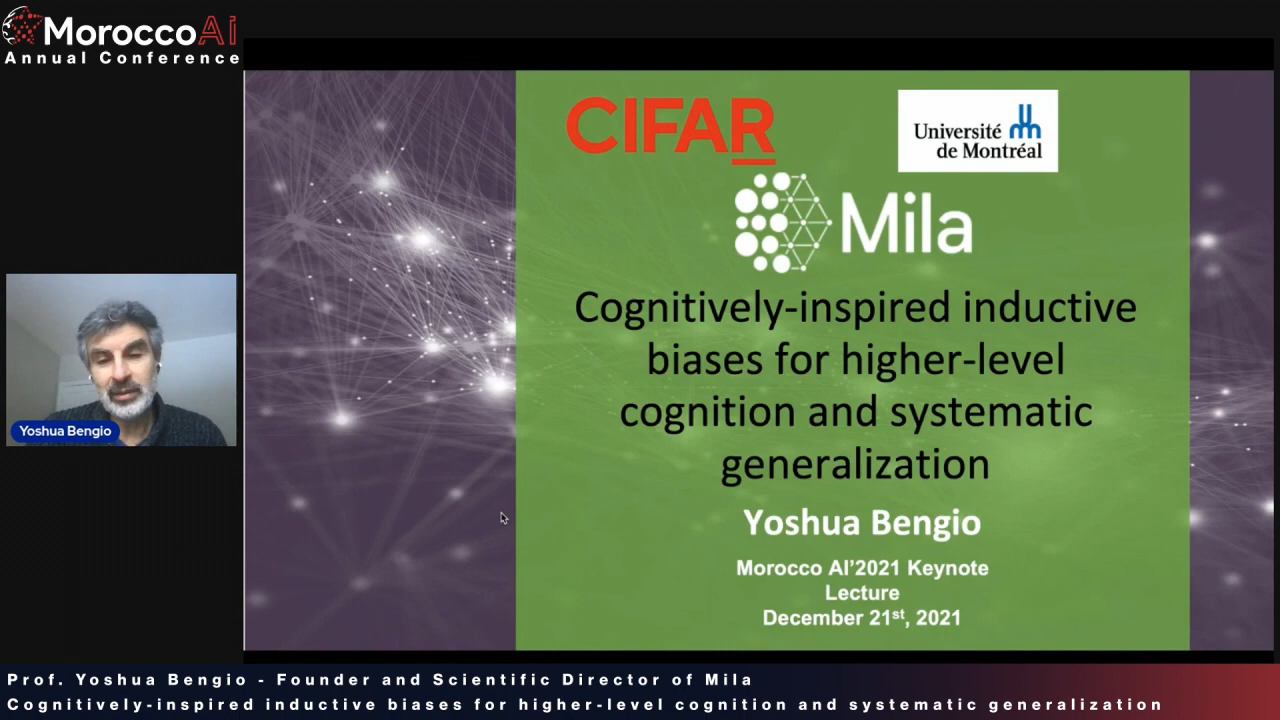 MoroccoAi
Annual Conference
CIFAR
Université
de Montréal
Mila
Cognitively-inspired inductive
biases for higher-level
cognition and systematic
generalization
Yoshua Bengio
Morocco AI’2021 Keynote
Lecture
December 21st, 2021
Yoshua Bengio
Prof. Yoshua Bengio - Founder and Scientific Director of Mila
Cognitively-inspired inductive biases for higher-level cognition and systematic generalization